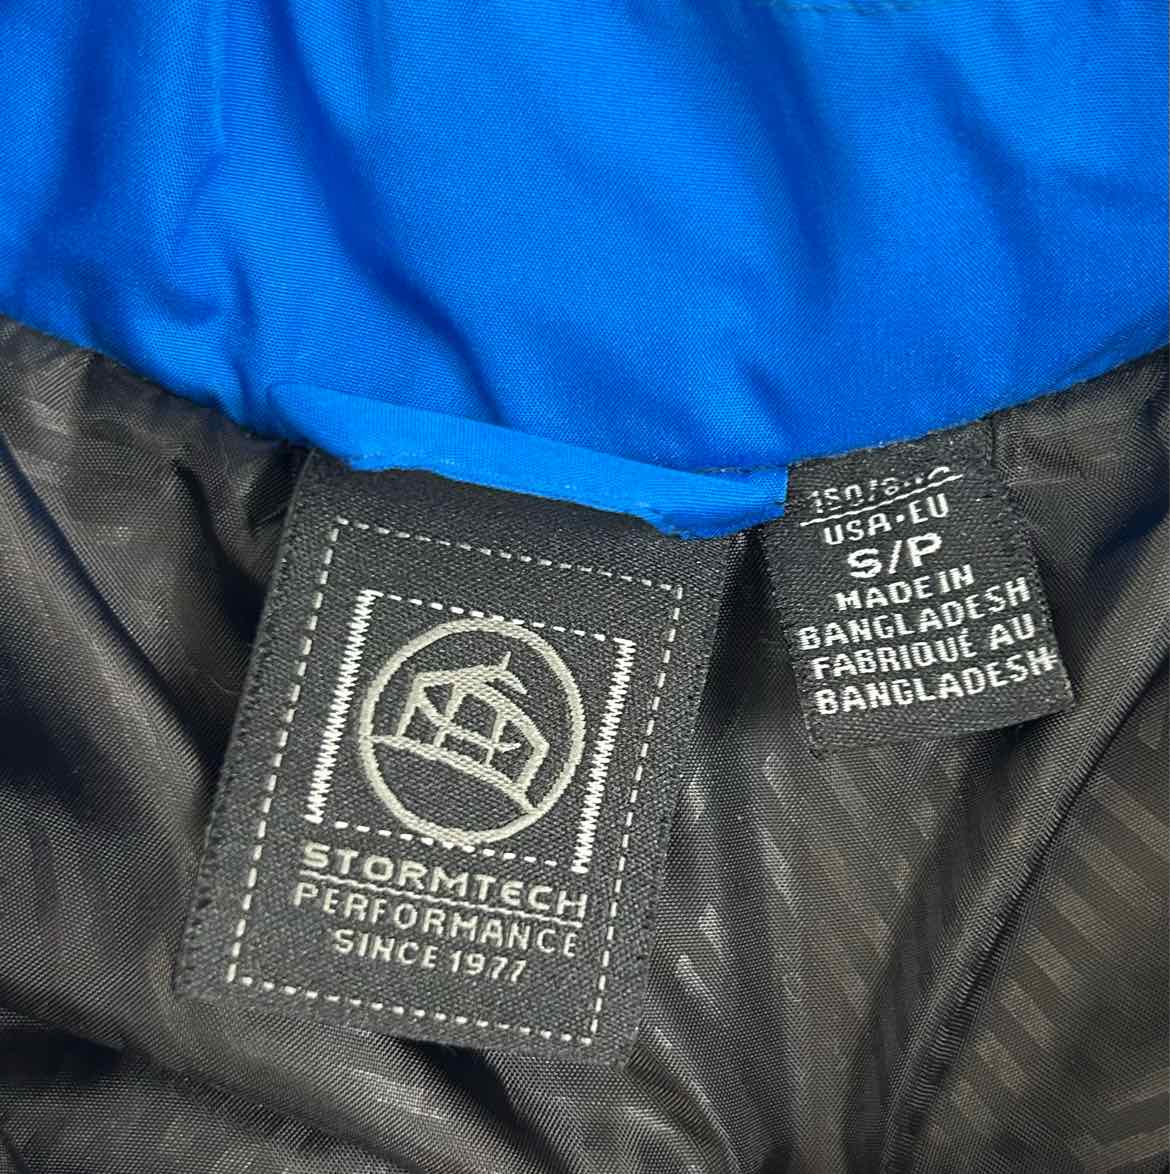 STORMTECH
PERFORMANCE
SINCE 1977
USA•EU
S/P
MADE IN
BANGLADESH
FABRIQUÉ AU
BANGLADESH